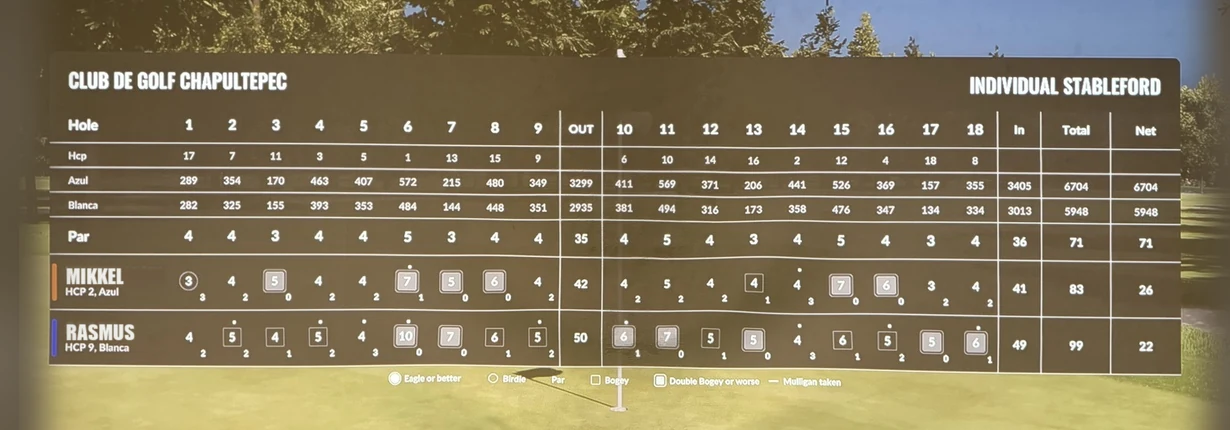 CLUB DE GOLF CHAPULTEPEC INDIVIDUAL STABLEFORD
Hole 1 2 3 4 5 6 7 8 9 OUT 10 11 12 13 14 15 16 17 18 In Total Net
Hcp 17 7 11 3 5 1 13 15 9 6 10 14 16 2 12 4 18 8
Azul 289 354 170 463 407 572 215 480 349 3299 411 569 371 206 441 526 369 157 355 3405 6704 6704
Blanca 282 325 155 393 353 484 144 448 351 2935 381 494 316 173 358 476 347 134 334 3013 5948 5948
Par 4 4 3 4 4 5 3 4 4 35 4 5 4 3 4 5 4 3 4 36 71 71
MIKKEL 3 4 5 4 4 7 5 6 4 42 4 5 4 4 4 7 6 3 4 41 83 26
HCP 2, Azul 3 2 0 2 2 1 0 0 2 2 2 2 1 3 0 0 2 2
RASMUS 4 5 4 5 4 10 7 6 5 50 6 7 5 5 4 6 5 5 6 49 99 22
HCP 9, Blanca 2 2 1 2 3 0 0 1 2 1 0 1 0 3 1 2 0 1
Eagle or better Birdie Par Bogey Double Bogey or worse Mulligan taken